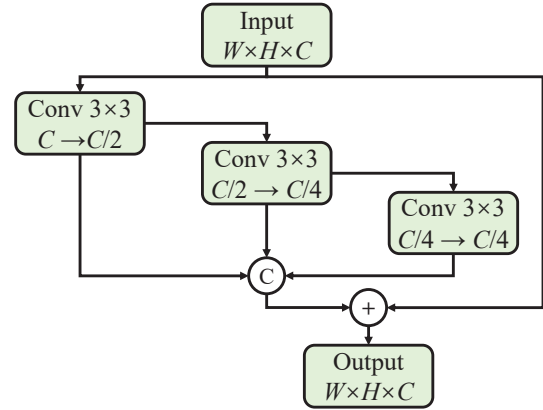 Input
W×H×C
Conv 3×3
C →C/2
Conv 3×3
C/2 → C/4
Conv 3×3
C/4 → C/4
C
+
Output
W×H×C